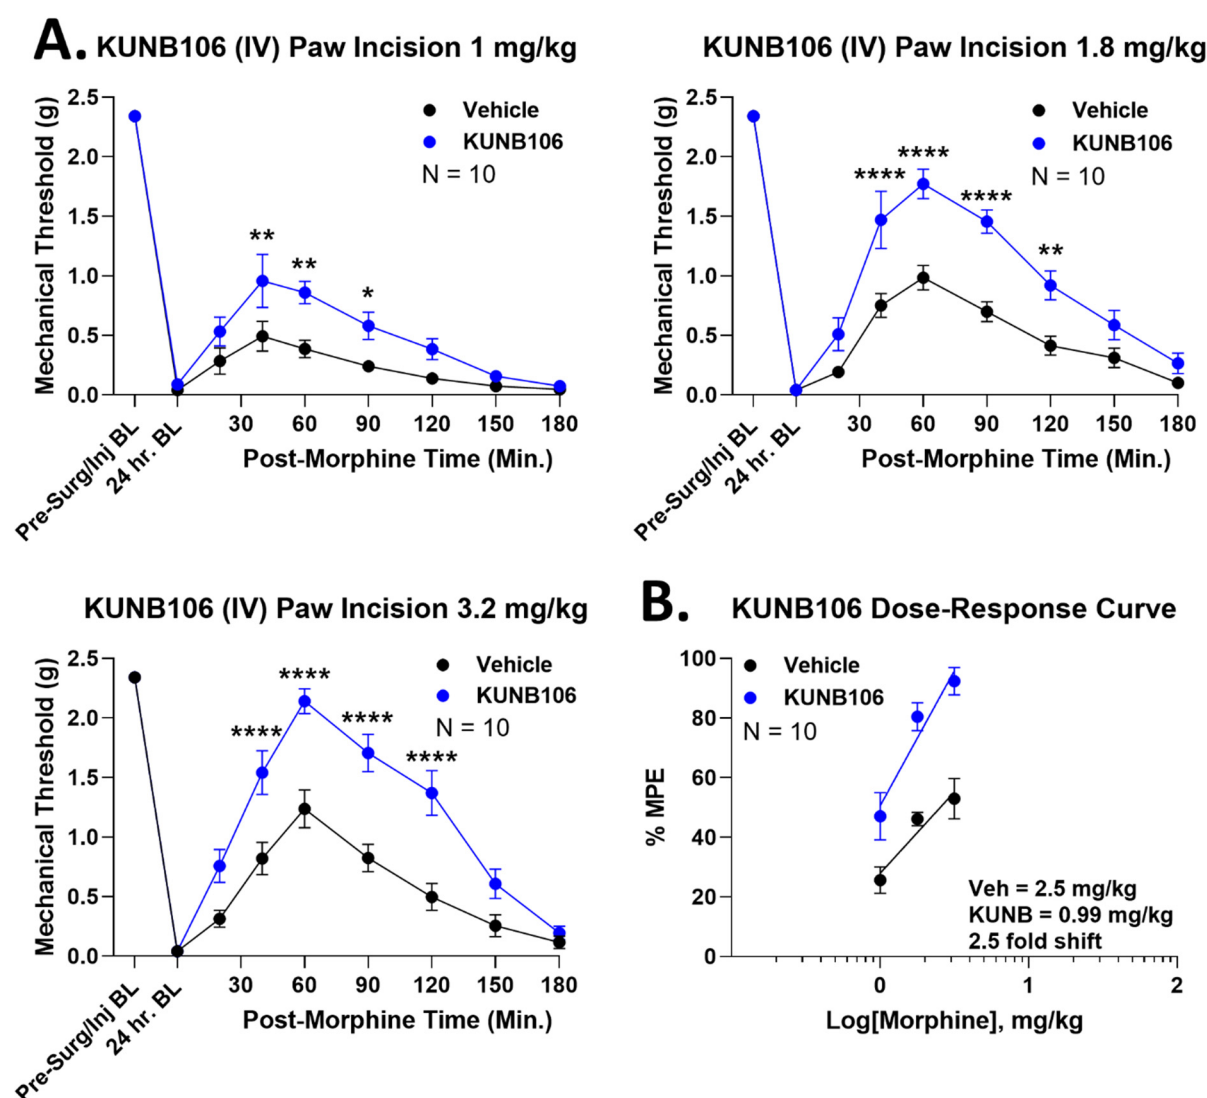 A. KUNB106 (IV) Paw Incision 1 mg/kg
Mechanical Threshold (g)
2.5
2.0
1.5
1.0
0.5
0.0
Vehicle
KUNB106
N = 10
**
**
*
Pre-Surg/Inj BL
24 hr. BL
30 60 90 120 150 180
Post-Morphine Time (Min.)
KUNB106 (IV) Paw Incision 1.8 mg/kg
Mechanical Threshold (g)
2.5
2.0
1.5
1.0
0.5
0.0
Vehicle
KUNB106
N = 10
****
****
****
**
Pre-Surg/Inj BL
24 hr. BL
30 60 90 120 150 180
Post-Morphine Time (Min.)
KUNB106 (IV) Paw Incision 3.2 mg/kg
Mechanical Threshold (g)
2.5
2.0
1.5
1.0
0.5
0.0
Vehicle
KUNB106
N = 10
****
****
****
****
Pre-Surg/Inj BL
24 hr. BL
30 60 90 120 150 180
Post-Morphine Time (Min.)
B. KUNB106 Dose-Response Curve
% MPE
100
80
60
40
20
0
Vehicle
KUNB106
N = 10
Veh = 2.5 mg/kg
KUNB = 0.99 mg/kg
2.5 fold shift
0 1 2
Log[Morphine], mg/kg